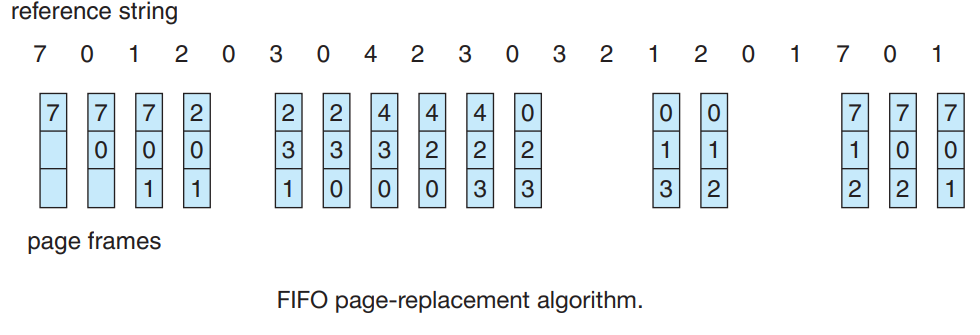 reference string
7 0 1 2 0 3 0 4 2 3 0 3 2 1 2 0 1 7 0 1
7 7 7 2 2 2 4 4 4 0 0 0 7 7 7
0 0 0 3 3 3 2 2 2 1 1 1 0 0
1 1 1 0 0 0 3 3 3 2 2 2 1
page frames
FIFO page-replacement algorithm.